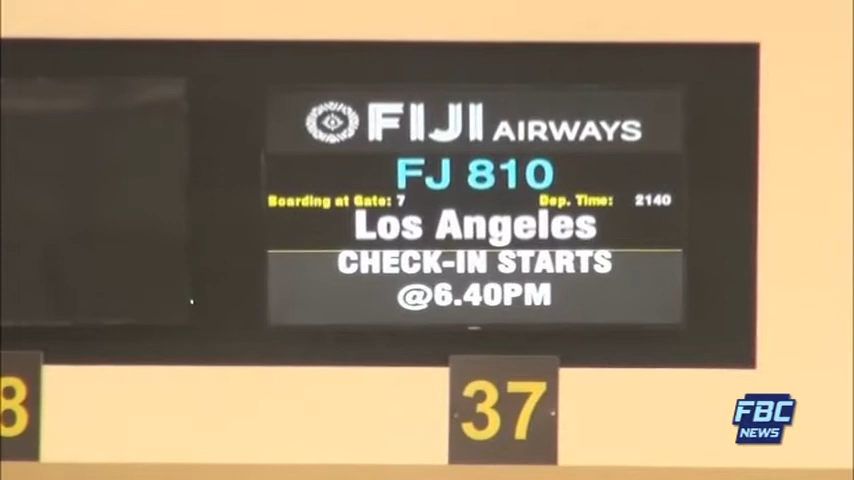 FIJI AIRWAYS
FJ 810
Boarding at Gate: 7 Dep. Time: 2140
Los Angeles
CHECK-IN STARTS
@6.40PM
8
37
FBC
NEWS